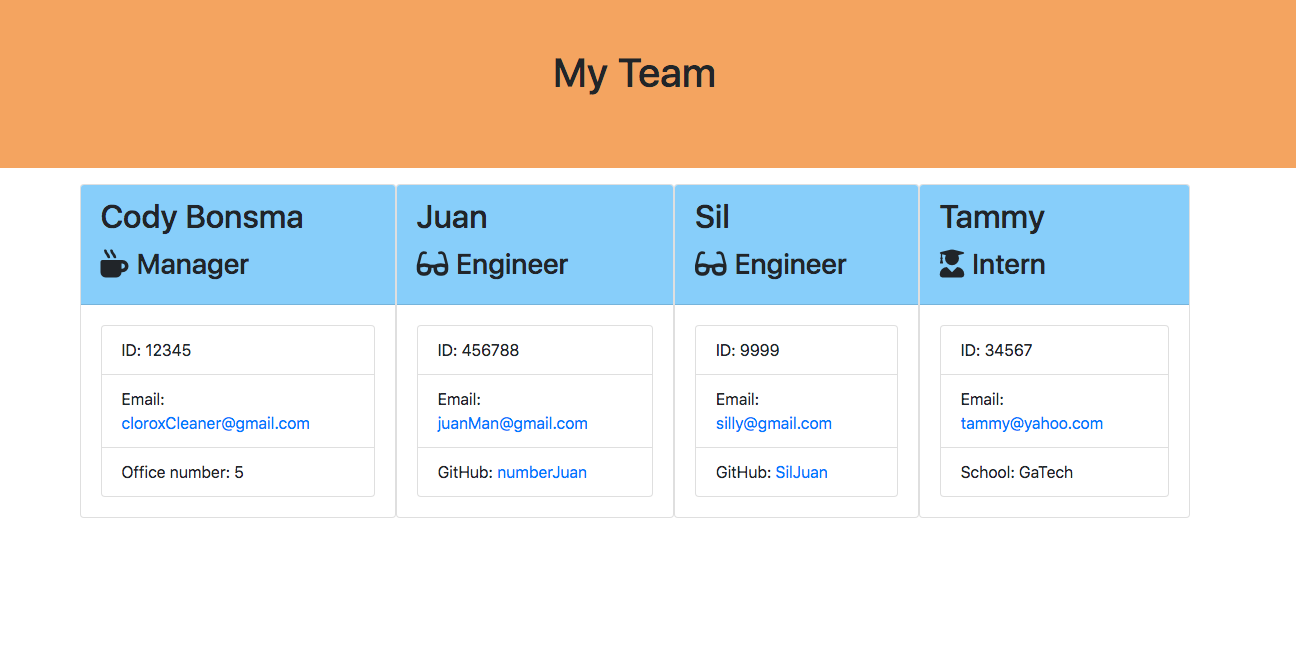 My Team
Cody Bonsma
Manager
ID: 12345
Email:
cloroxCleaner@gmail.com
Office number: 5
Juan
Engineer
ID: 456788
Email:
juanMan@gmail.com
GitHub: numberJuan
Sil
Engineer
ID: 9999
Email:
silly@gmail.com
GitHub: SilJuan
Tammy
Intern
ID: 34567
Email:
tammy@yahoo.com
School: GaTech